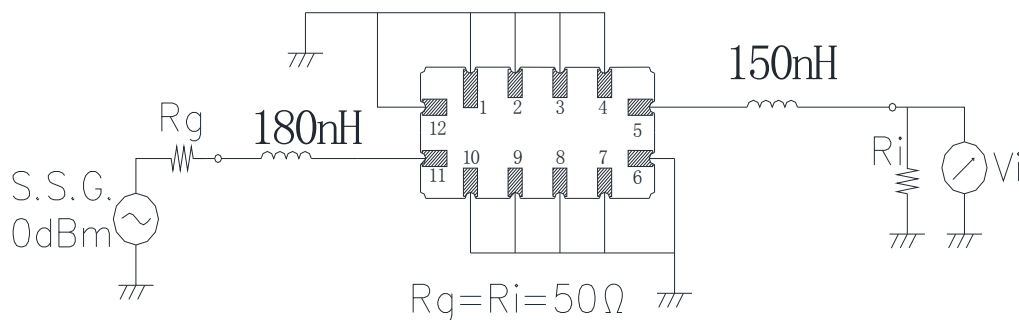 150nH
Rg
180nH
1 2 3 4
12
5
10 9 8 7
11
6
Ri
Vi
S.S.G.
0dBm
Rg=Ri=50Ω